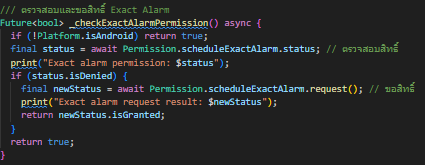 /// ตรวจสอบและขอสิทธิ์ Exact Alarm
Future<bool> _checkExactAlarmPermission() async {
  if (!Platform.isAndroid) return true;
  final status = await Permission.scheduleExactAlarm.status; // ตรวจสอบสิทธิ์
  print("Exact alarm permission: $status");
  if (status.isDenied) {
    final newStatus = await Permission.scheduleExactAlarm.request(); // ขอสิทธิ์
    print("Exact alarm request result: $newStatus");
    return newStatus.isGranted;
  }
  return true;
}